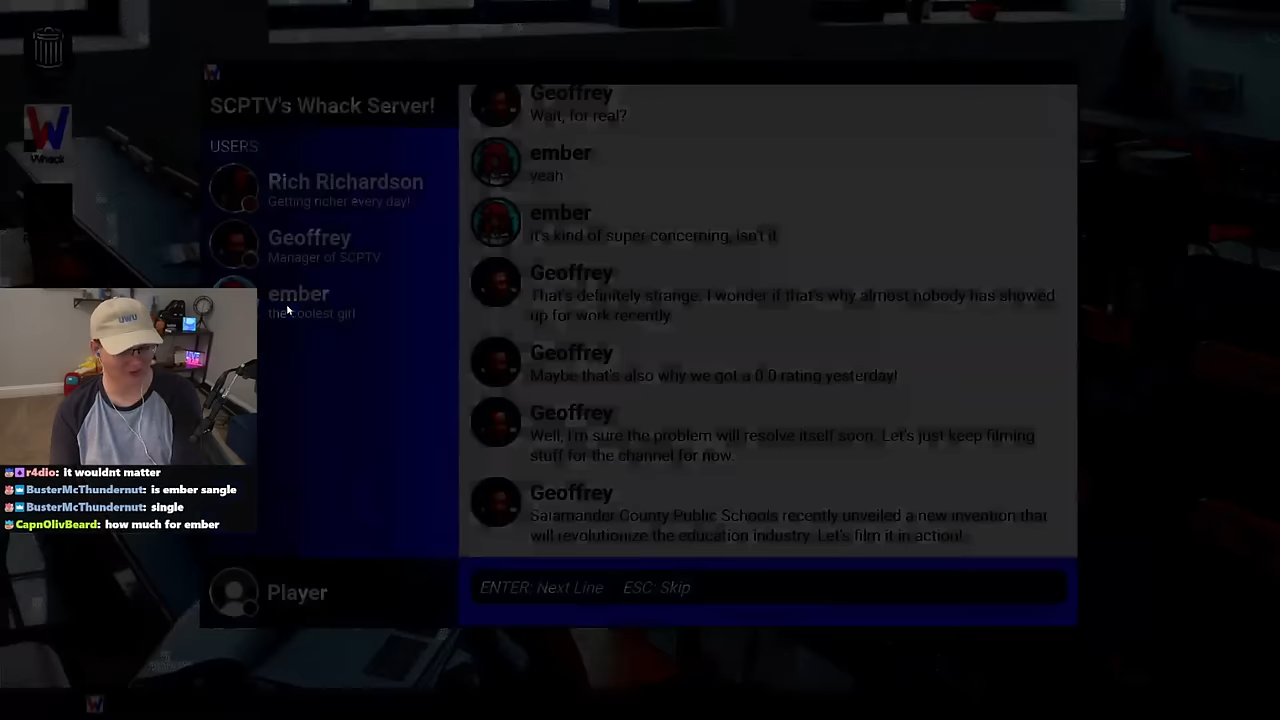 SCPTV's Whack Server!
USERS
Rich Richardson
Getting richer every day!
Geoffrey
Manager of SCPTV
ember
the coolest girl
Player
Whack
Geoffrey
Wait, for real?
ember
yeah
ember
it's kind of super concerning, isn't it
Geoffrey
That's definitely strange. I wonder if that's why almost nobody has showed
up for work recently.
Geoffrey
Maybe that's also why we got a 0.0 rating yesterday!
Geoffrey
Well, I'm sure the problem will resolve itself soon. Let's just keep filming
stuff for the channel for now.
Geoffrey
Salamander County Public Schools recently unveiled a new invention that
will revolutionize the education industry. Let's film it in action!
ENTER: Next Line ESC: Skip
UWU
r4dio: it wouldnt matter
BusterMcThundernut: is ember sangle
BusterMcThundernut: single
CapnOlivBeard: how much for ember